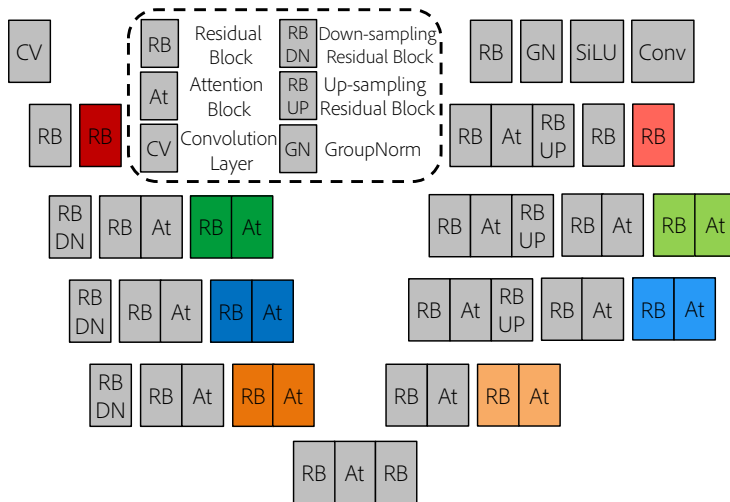 CV
RB Residual Block
RB DN Down-sampling Residual Block
RB GN SiLU Conv
RB RB
At Attention Block
RB UP Up-sampling Residual Block
CV Convolution Layer
GN GroupNorm
RB At RB UP RB RB
RB DN RB At RB At
RB At RB UP RB At RB At
RB DN RB At RB At
RB At RB UP RB At RB At
RB DN RB At RB At
RB At RB At
RB At RB